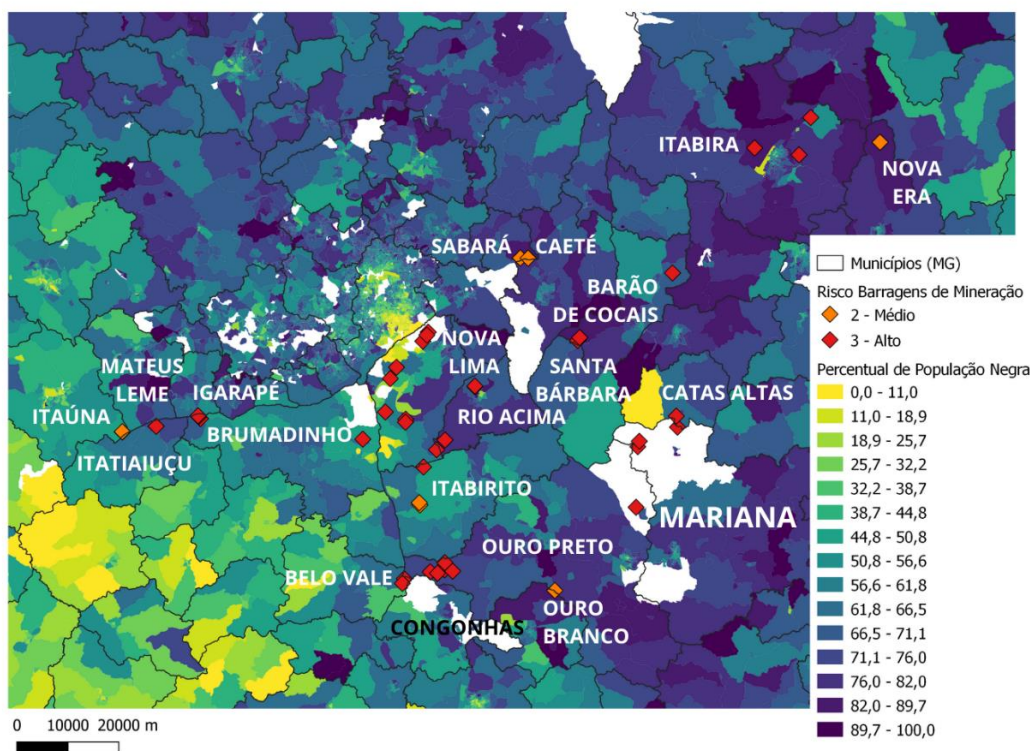 ITABIRA
NOVA
ERA
SABARÁ
CAETÉ
BARÃO
DE COCAIS
NOVA
LIMA
SANTA
BÁRBARA
CATAS ALTAS
MATEUS
LEME
IGARAPÉ
RIO ACIMA
ITAÚNA
BRUMADINHO
ITATIAIUÇU
ITABIRITO
MARIANA
OURO PRETO
BELO VALE
OURO
BRANCO
CONGONHAS
0 10000 20000 m
Municípios (MG)
Risco Barragens de Mineração
2 - Médio
3 - Alto
Percentual de População Negra
0,0 - 11,0
11,0 - 18,9
18,9 - 25,7
25,7 - 32,2
32,2 - 38,7
38,7 - 44,8
44,8 - 50,8
50,8 - 56,6
56,6 - 61,8
61,8 - 66,5
66,5 - 71,1
71,1 - 76,0
76,0 - 82,0
82,0 - 89,7
89,7 - 100,0